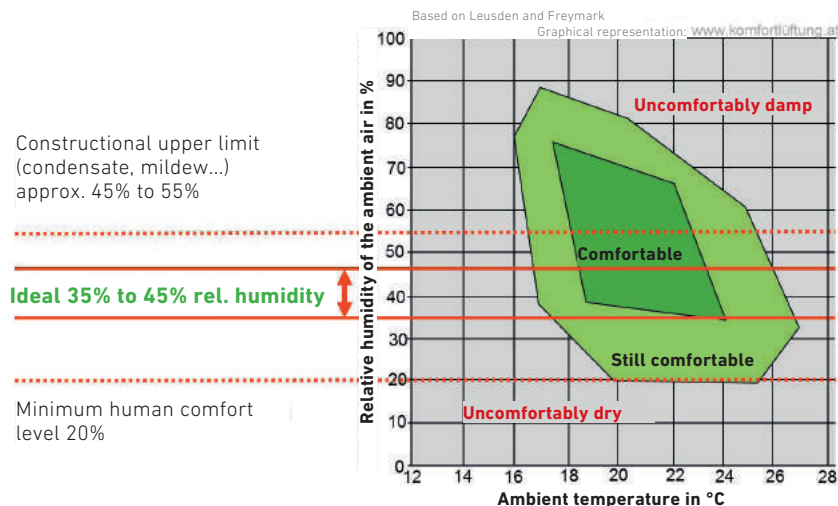 Based on Leusden and Freymark
Graphical representation: www.komfortlüftung.at
Relative humidity of the ambient air in %
100
90
80
70
60
50
40
30
20
10
0
Uncomfortably damp
Constructional upper limit
(condensate, mildew...)
approx. 45% to 55%
Comfortable
Ideal 35% to 45% rel. humidity
Still comfortable
Minimum human comfort
level 20%
Uncomfortably dry
12 14 16 18 20 22 24 26 28
Ambient temperature in °C